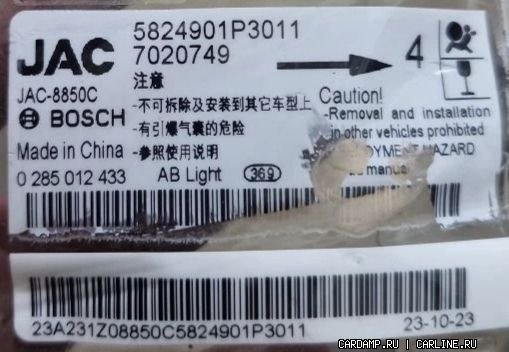 JAC
5824901P3011
7020749
4
注意
JAC-8850C
-不可拆除及安装到其它车型上
Caution!
-Removal and installation
in other vehicles prohibited
BOSCH
-有引爆气囊的危险
OYMENT HAZARD
Made in China
-参照使用说明
manual
0 285 012 433
AB Light
369
23A231Z08850C5824901P3011
23-10-23
CARDAMP.RU | CARLINE.RU